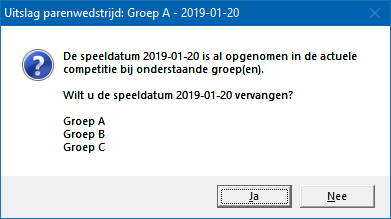 Uitslag parenwedstrijd: Groep A - 2019-01-20
De speeldatum 2019-01-20 is al opgenomen in de actuele
competitie bij onderstaande groep(en).
Wilt u de speeldatum 2019-01-20 vervangen?
Groep A
Groep B
Groep C
Ja
Nee